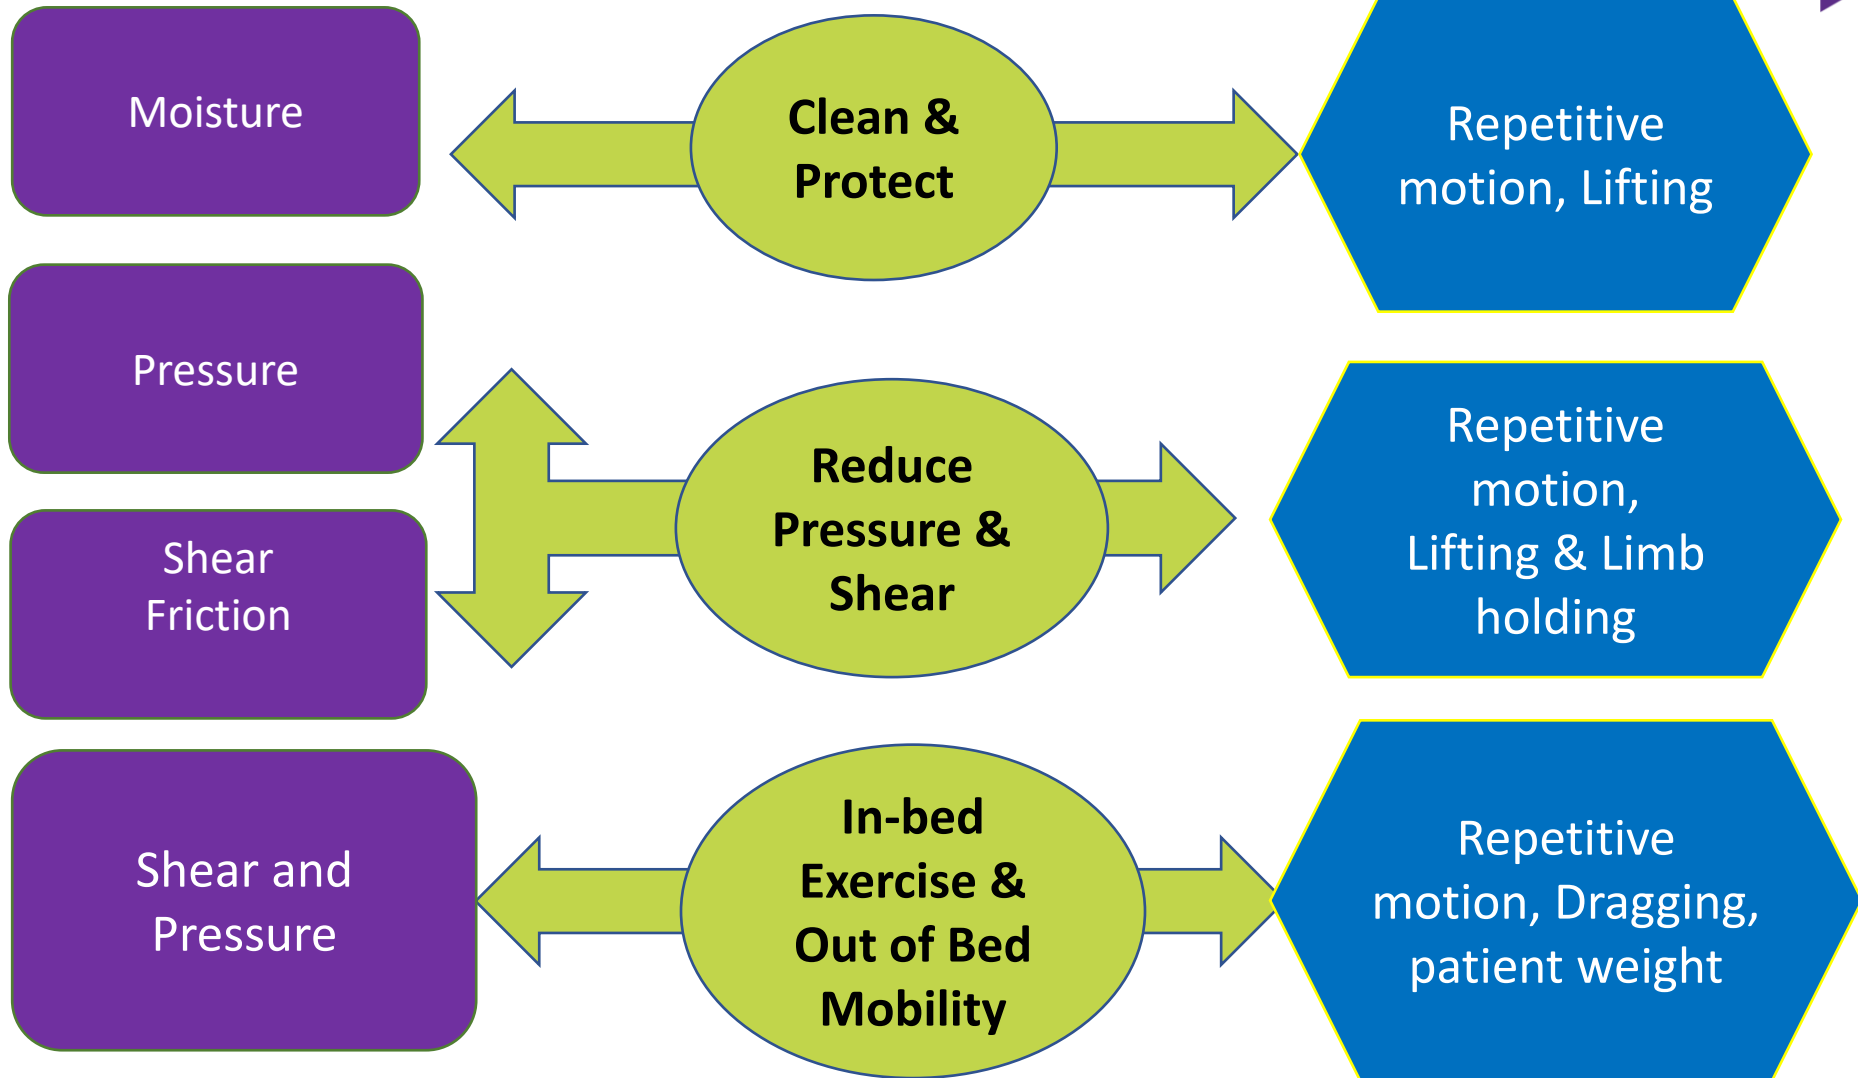 Moisture
Clean &
Protect
Repetitive
motion, Lifting
Pressure
Shear
Friction
Reduce
Pressure &
Shear
Repetitive
motion,
Lifting & Limb
holding
Shear and
Pressure
In-bed
Exercise &
Out of Bed
Mobility
Repetitive
motion, Dragging,
patient weight